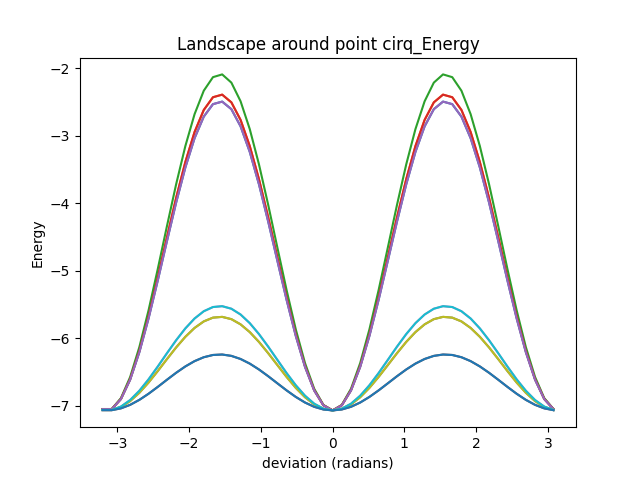 Landscape around point cirq_Energy
Energy
−2
−3
−4
−5
−6
−7
−3 −2 −1 0 1 2 3
deviation (radians)